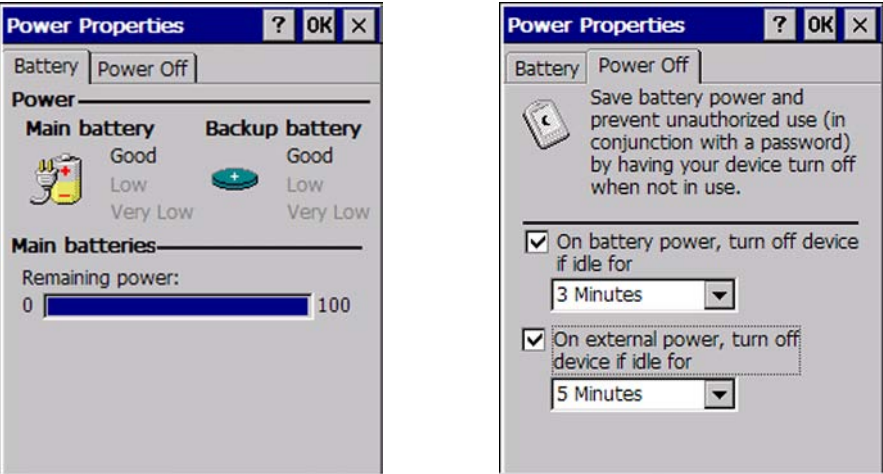 Power Properties ? OK ×
Battery Power Off
Power
Main battery Backup battery
Good Good
Low Low
Very Low Very Low
Main batteries
Remaining power:
0 100
Power Properties ? OK ×
Battery Power Off
Save battery power and
prevent unauthorized use (in
conjunction with a password)
by having your device turn off
when not in use.
On battery power, turn off device
if idle for
3 Minutes
On external power, turn off
device if idle for
5 Minutes